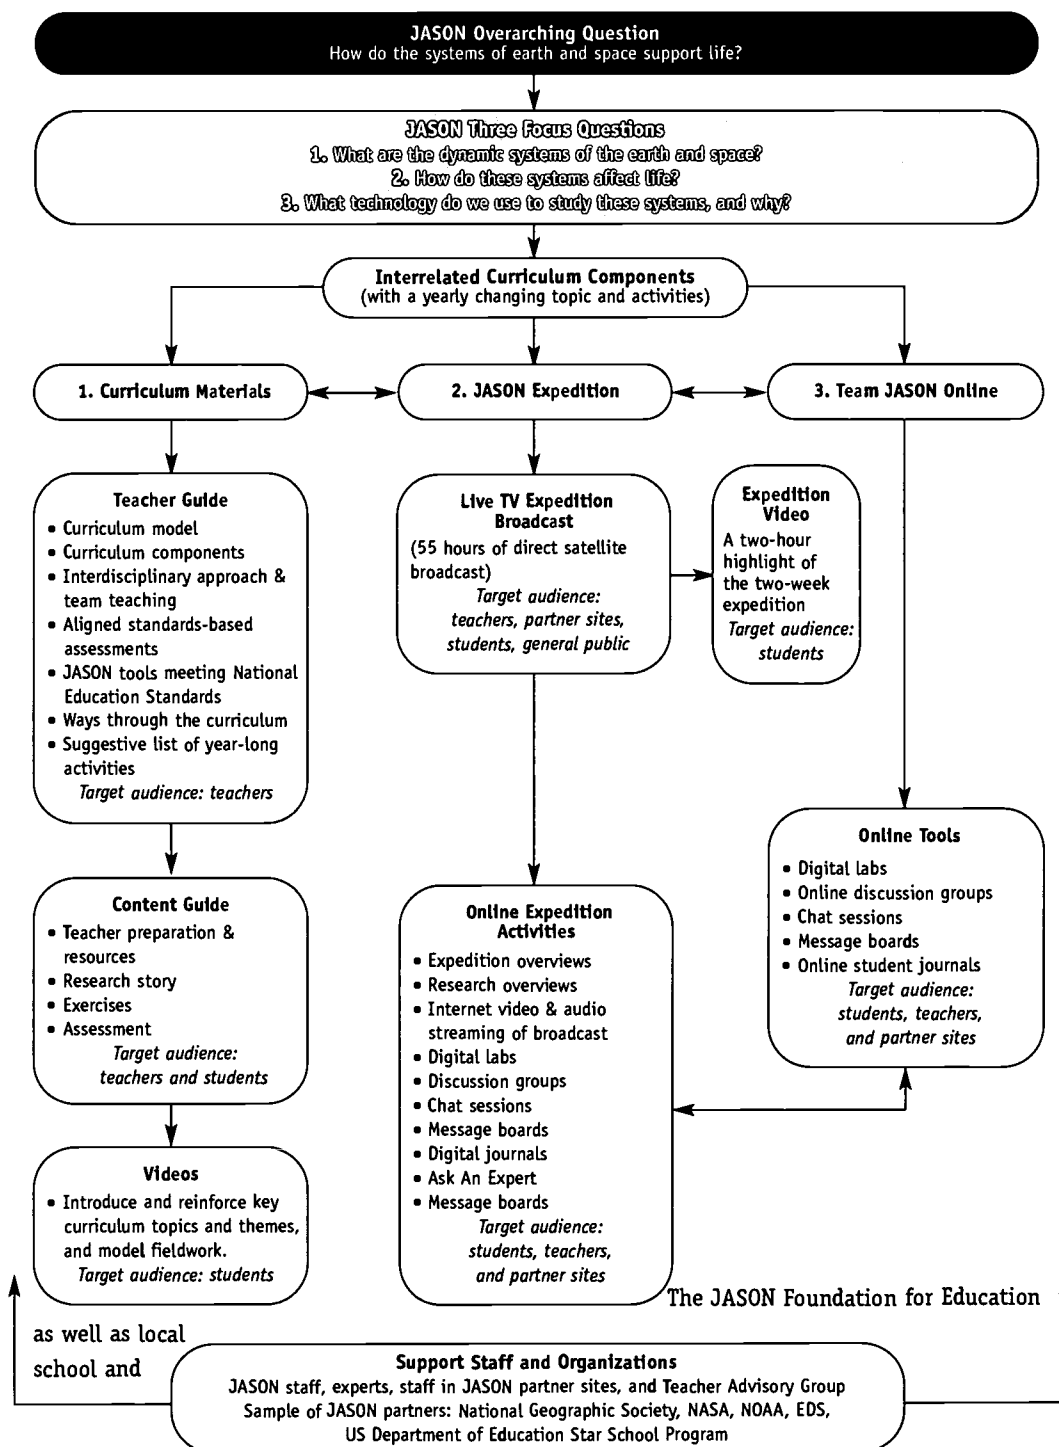 JASON Overarching Question
How do the systems of earth and space support life?
JASON Three Focus Questions
1. What are the dynamic systems of the earth and space?
2. How do these systems affect life?
3. What technology do we use to study these systems, and why?
Interrelated Curriculum Components
(with a yearly changing topic and activities)
1. Curriculum Materials
2. JASON Expedition
3. Team JASON Online
Teacher Guide
• Curriculum model
• Curriculum components
• Interdisciplinary approach &
team teaching
• Aligned standards-based
assessments
• JASON tools meeting National
Education Standards
• Ways through the curriculum
• Suggestive list of year-long
activities
Target audience: teachers
Live TV Expedition
Broadcast
(55 hours of direct satellite
broadcast)
Target audience:
teachers, partner sites,
students, general public
Expedition
Video
A two-hour
highlight of
the two-week
expedition
Target audience:
students
Content Guide
• Teacher preparation &
resources
• Research story
• Exercises
• Assessment
Target audience:
teachers and students
Online Expedition
Activities
• Expedition overviews
• Research overviews
• Internet video & audio
streaming of broadcast
• Digital labs
• Discussion groups
• Chat sessions
• Message boards
• Digital journals
• Ask An Expert
• Message boards
Target audience:
students, teachers,
and partner sites
Online Tools
• Digital labs
• Online discussion groups
• Chat sessions
• Message boards
• Online student journals
Target audience:
students, teachers,
and partner sites
Videos
• Introduce and reinforce key
curriculum topics and themes,
and model fieldwork.
Target audience: students
The JASON Foundation for Education
as well as local
school and
Support Staff and Organizations
JASON staff, experts, staff in JASON partner sites, and Teacher Advisory Group
Sample of JASON partners: National Geographic Society, NASA, NOAA, EDS,
US Department of Education Star School Program